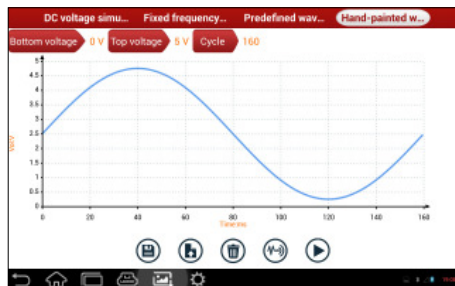 DC voltage simu... Fixed frequency... Predefined wav... Hand-painted w...
Bottom voltage 0 V Top voltage 5 V Cycle 160
5
4.5
4
3.5
3
2.5
2
1.5
1
0.5
0
Vol:V
0 20 40 60 80 100 120 140 160
Time:ms